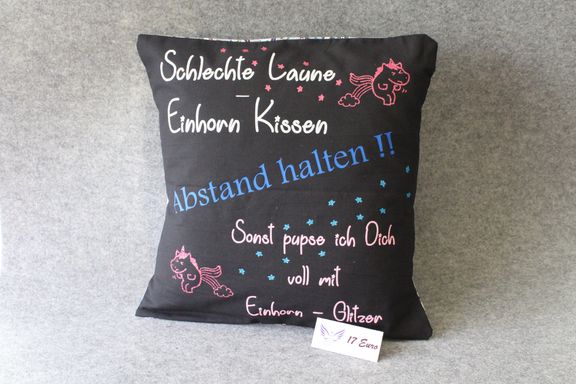 Schlechte Laune
–
Einhorn Kissen
Abstand halten !!
Sonst pupse ich Dich
voll mit
Einhorn – Glitzer
17 Euro